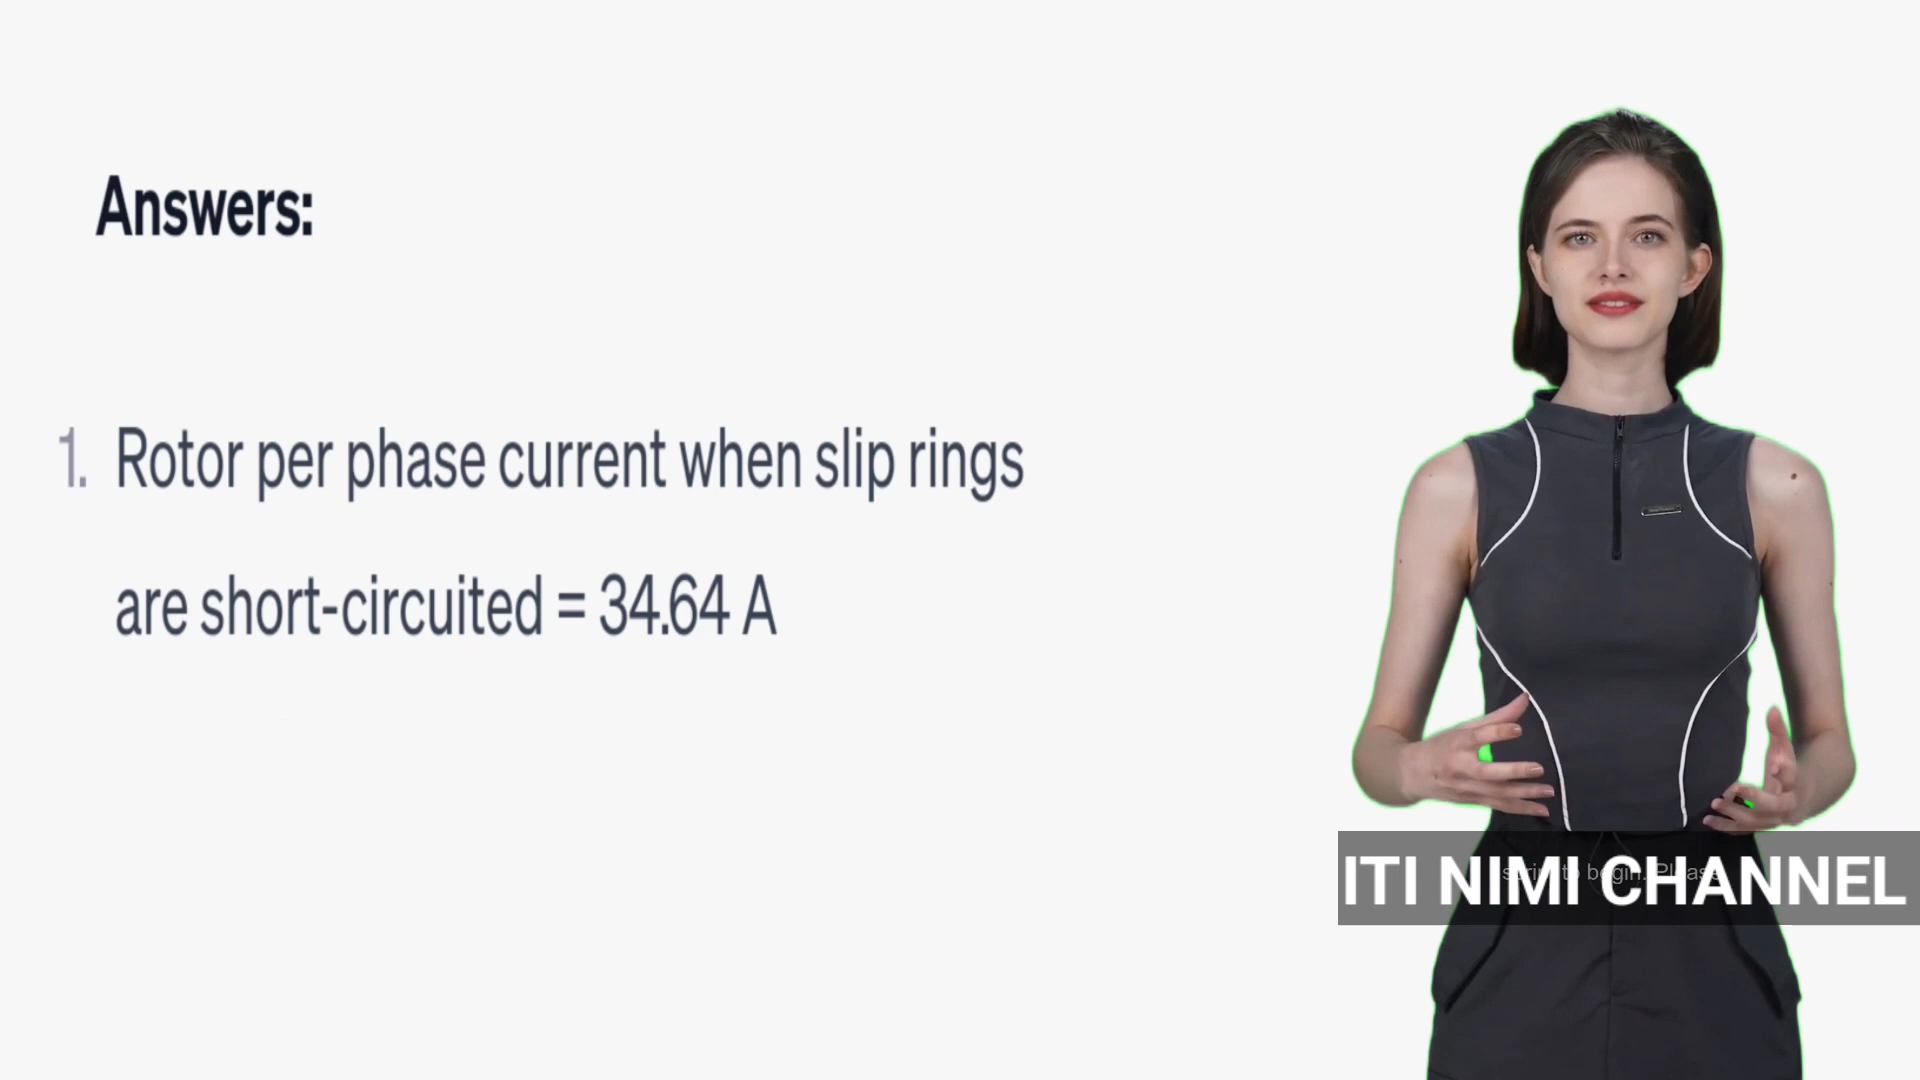 Answers:
1. Rotor per phase current when slip rings
are short-circuited = 34.64 A
ITI NIMI CHANNEL